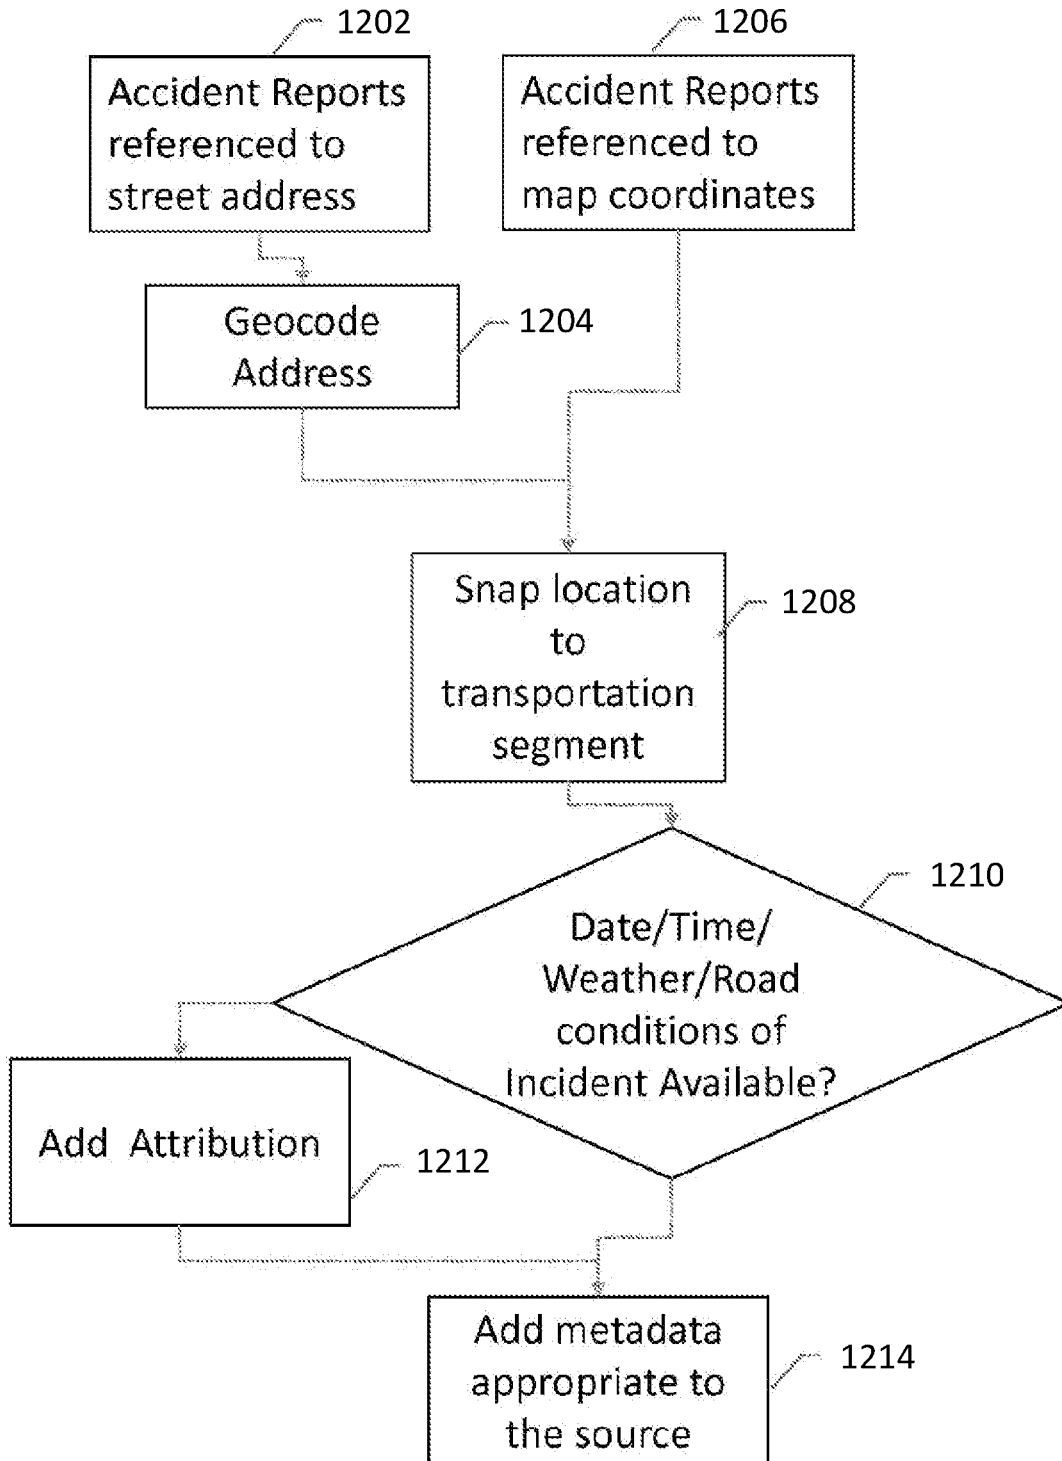 1202
1206
Accident Reports
referenced to
street address
Accident Reports
referenced to
map coordinates
Geocode
Address
1204
Snap location
to
transportation
segment
1208
1210
Date/Time/
Weather/Road
conditions of
Incident Available?
Add Attribution
1212
Add metadata
appropriate to
the source
1214